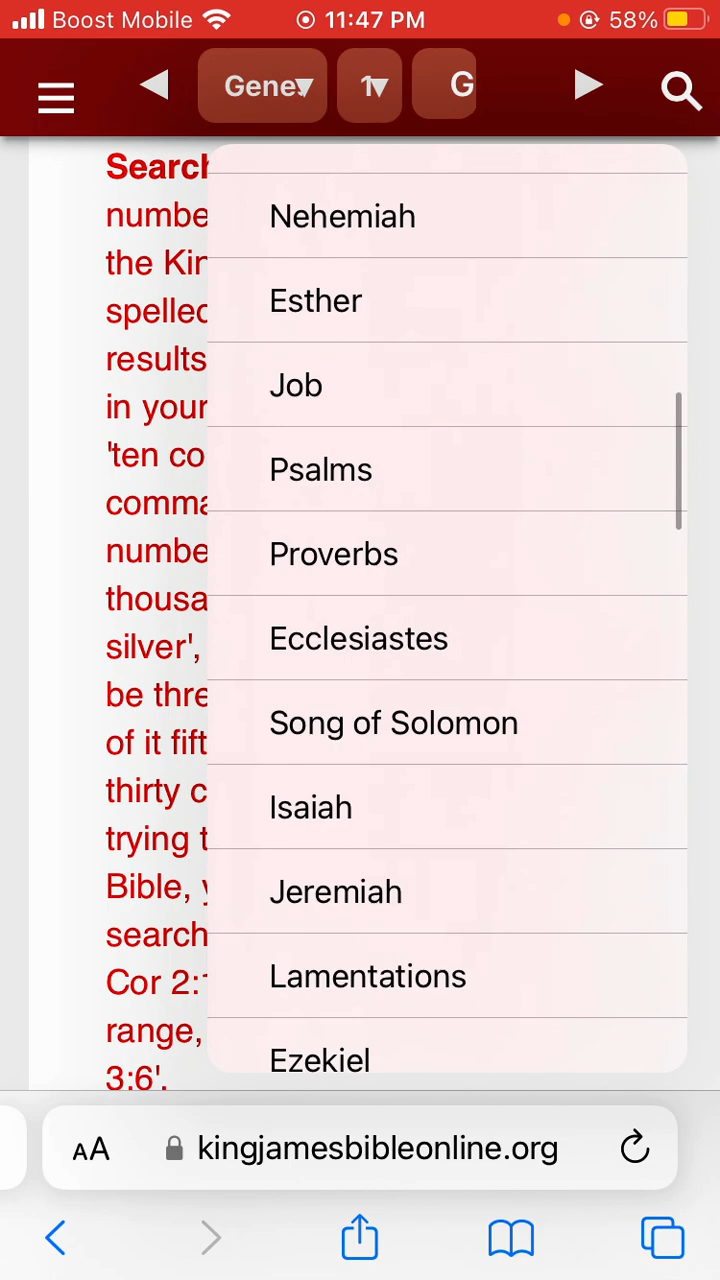 Boost Mobile 11:47 PM 58%
Gene 1 G
Search
numbe
the Kin
spelled
results
in your
'ten co
comma
numbe
thousa
silver',
be thre
of it fift
thirty c
trying t
Bible, y
search
Cor 2:1
range,
3:6'.
Nehemiah
Esther
Job
Psalms
Proverbs
Ecclesiastes
Song of Solomon
Isaiah
Jeremiah
Lamentations
Ezekiel
AA kingjamesbibleonline.org